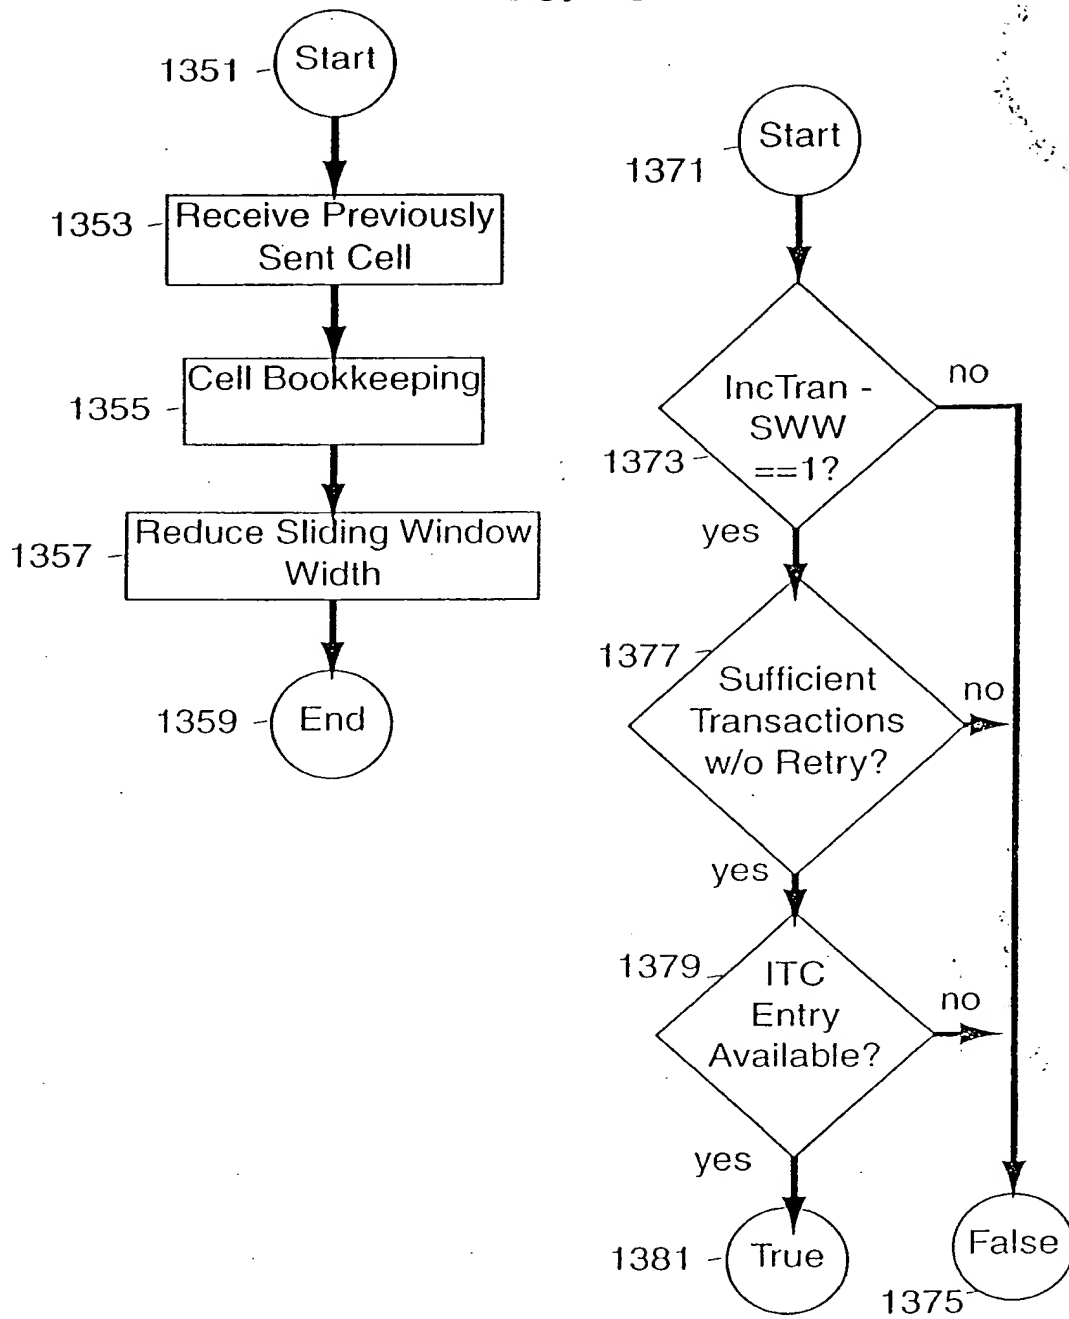 1351
Start
1353
Receive Previously
Sent Cell
1355
Cell Bookkeeping
1357
Reduce Sliding Window
Width
1359
End
1371
Start
1373
IncTran -
SWW
==1?
no
yes
1377
Sufficient
Transactions
w/o Retry?
no
yes
1379
ITC
Entry
Available?
no
yes
1381
True
False
1375